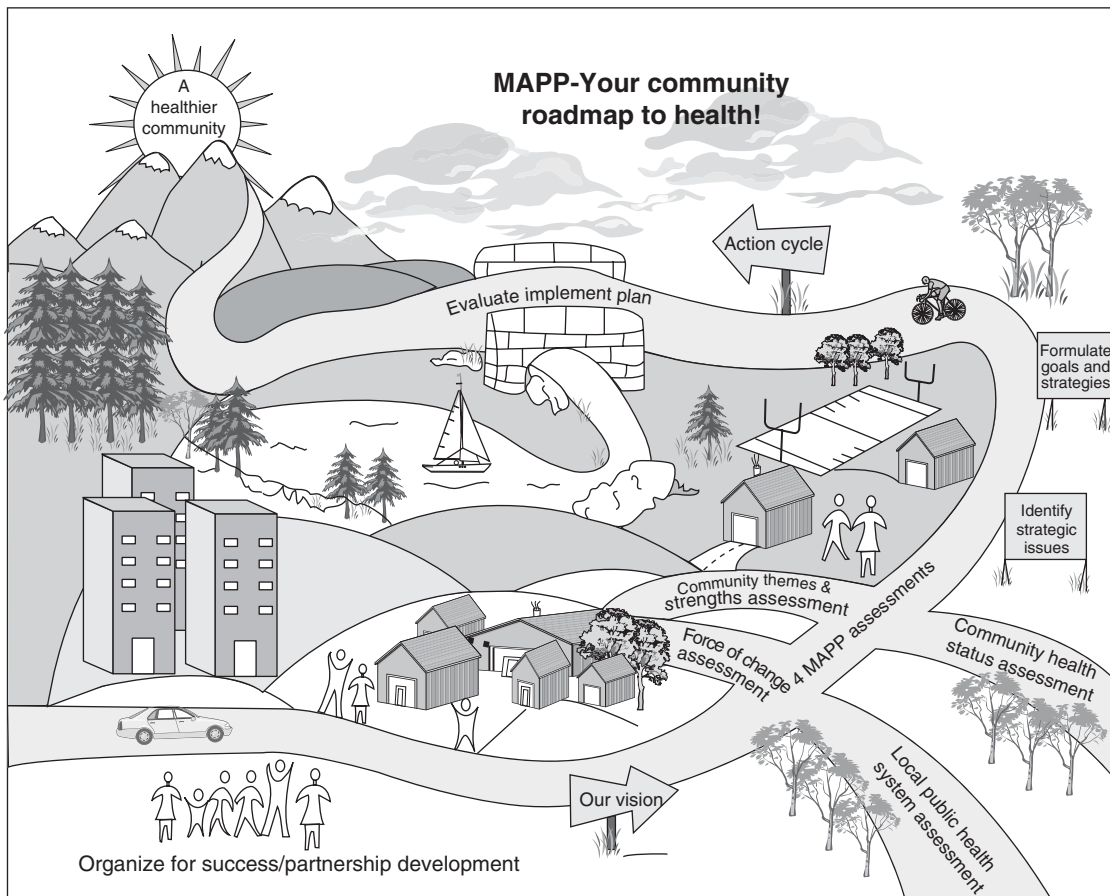 MAPP-Your community
roadmap to health!
A
healthier
community
Action cycle
Evaluate implement plan
Formulate
goals and
strategies
Identify
strategic
issues
Community themes &
strengths assessment
4 MAPP assessments
Force of change
assessment
Community health
status assessment
Local public health
system assessment
Our vision
Organize for success/partnership development